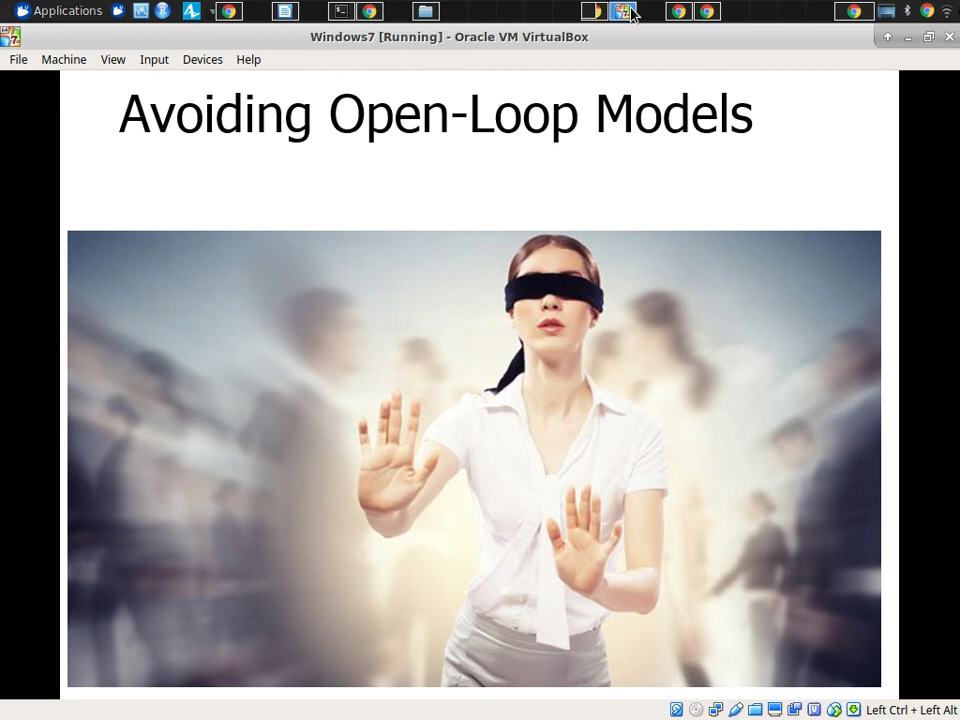 Applications
Windows7 [Running] - Oracle VM VirtualBox
File Machine View Input Devices Help
Avoiding Open-Loop Models
Left Ctrl + Left Alt